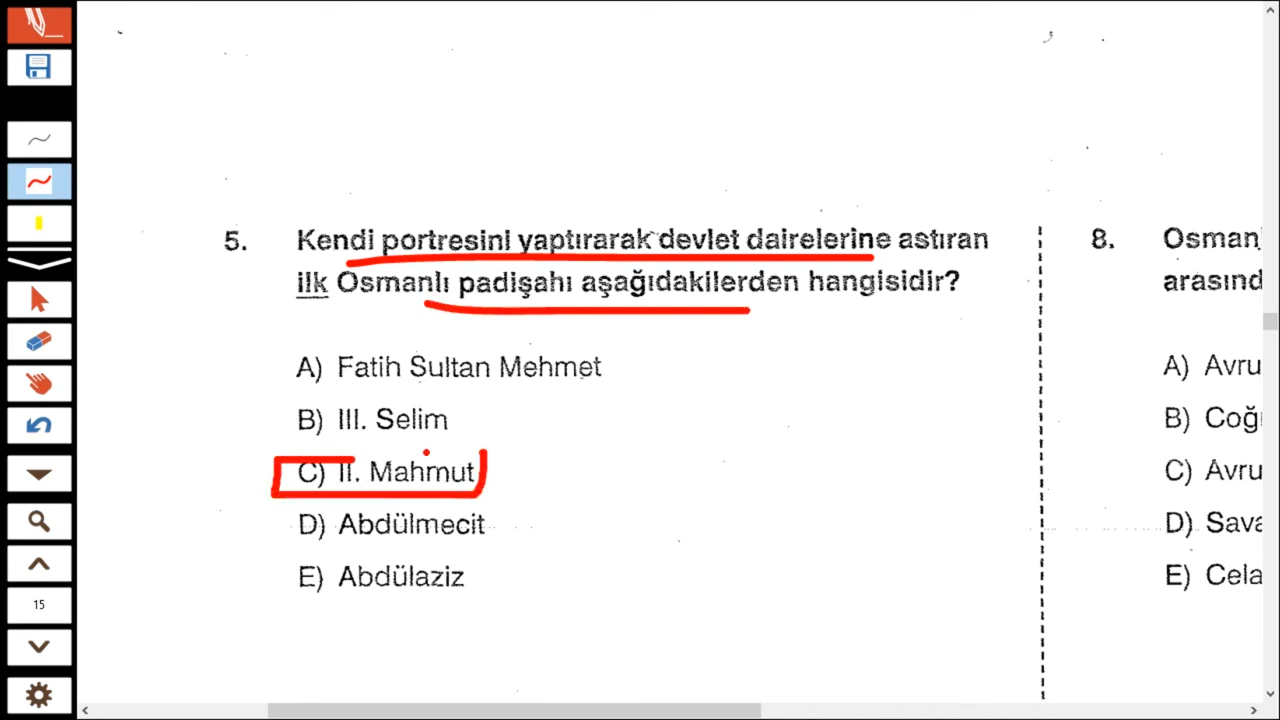 5. Kendi portresini yaptırarak devlet dairelerine astıran
ilk Osmanlı padişahı aşağıdakilerden hangisidir?
A) Fatih Sultan Mehmet
B) III. Selim
C) II. Mahmut
D) Abdülmecit
E) Abdülaziz
8. Osman
arasınd
A) Avru
B) Coğ
C) Avru
D) Sava
E) Cela
15